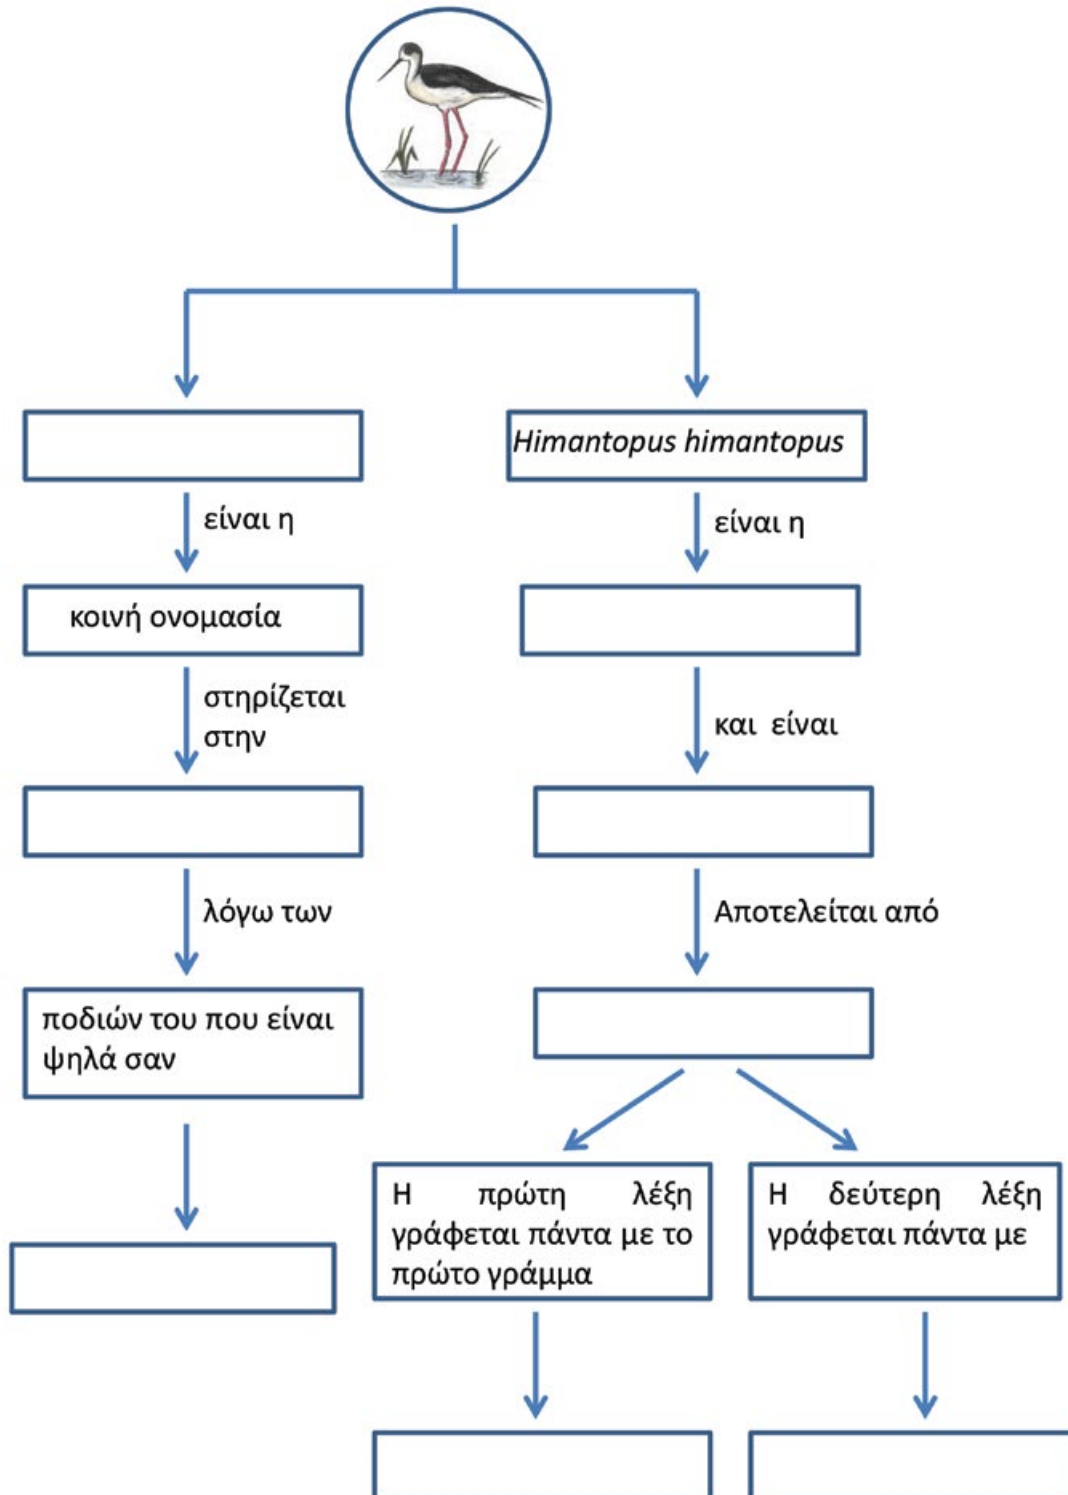 Himantopus himantopus
είναι η
είναι η
κοινή ονομασία
στηρίζεται
στην
και είναι
λόγω των
Αποτελείται από
ποδιών του που είναι
ψηλά σαν
Η πρώτη λέξη
γράφεται πάντα με το
πρώτο γράμμα
Η δεύτερη λέξη
γράφεται πάντα με